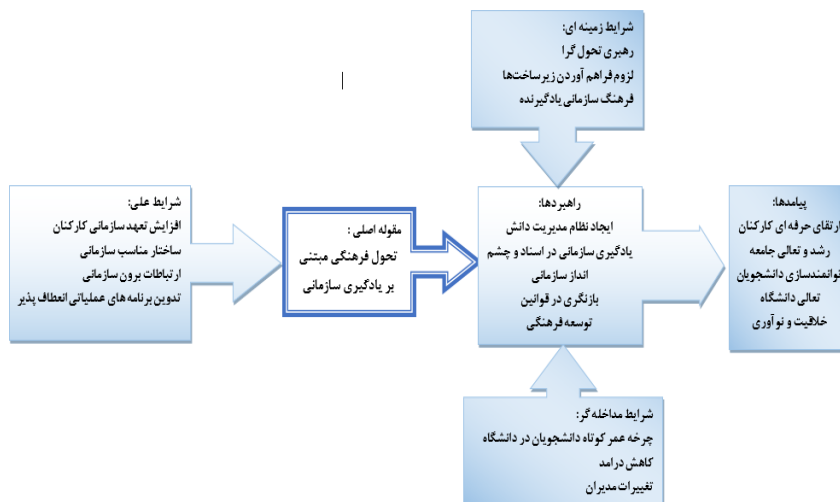 شرایط زمینه ای:
رهبری تحول گرا
لزوم فراهم آوردن زیرساخت‌ها
فرهنگ سازمانی یادگیرنده
شرایط علی:
افزایش تعهد سازمانی کارکنان
ساختار مناسب سازمانی
ارتباطات برون سازمانی
تدوین برنامه های عملیاتی انعطاف پذیر
مقوله اصلی :
تحول فرهنگی مبتنی
بر یادگیری سازمانی
راهبردها:
ایجاد نظام مدیریت دانش
یادگیری سازمانی در اسناد و چشم
انداز سازمانی
بازنگری در قوانین
توسعه فرهنگی
پیامدها:
ارتقای حرفه ای کارکنان
رشد و تعالی جامعه
توانمندسازی دانشجویان
تعالی دانشگاه
خلاقیت و نوآوری
شرایط مداخله گر:
چرخه عمر کوتاه دانشجویان در دانشگاه
کاهش درامد
تغییرات مدیران